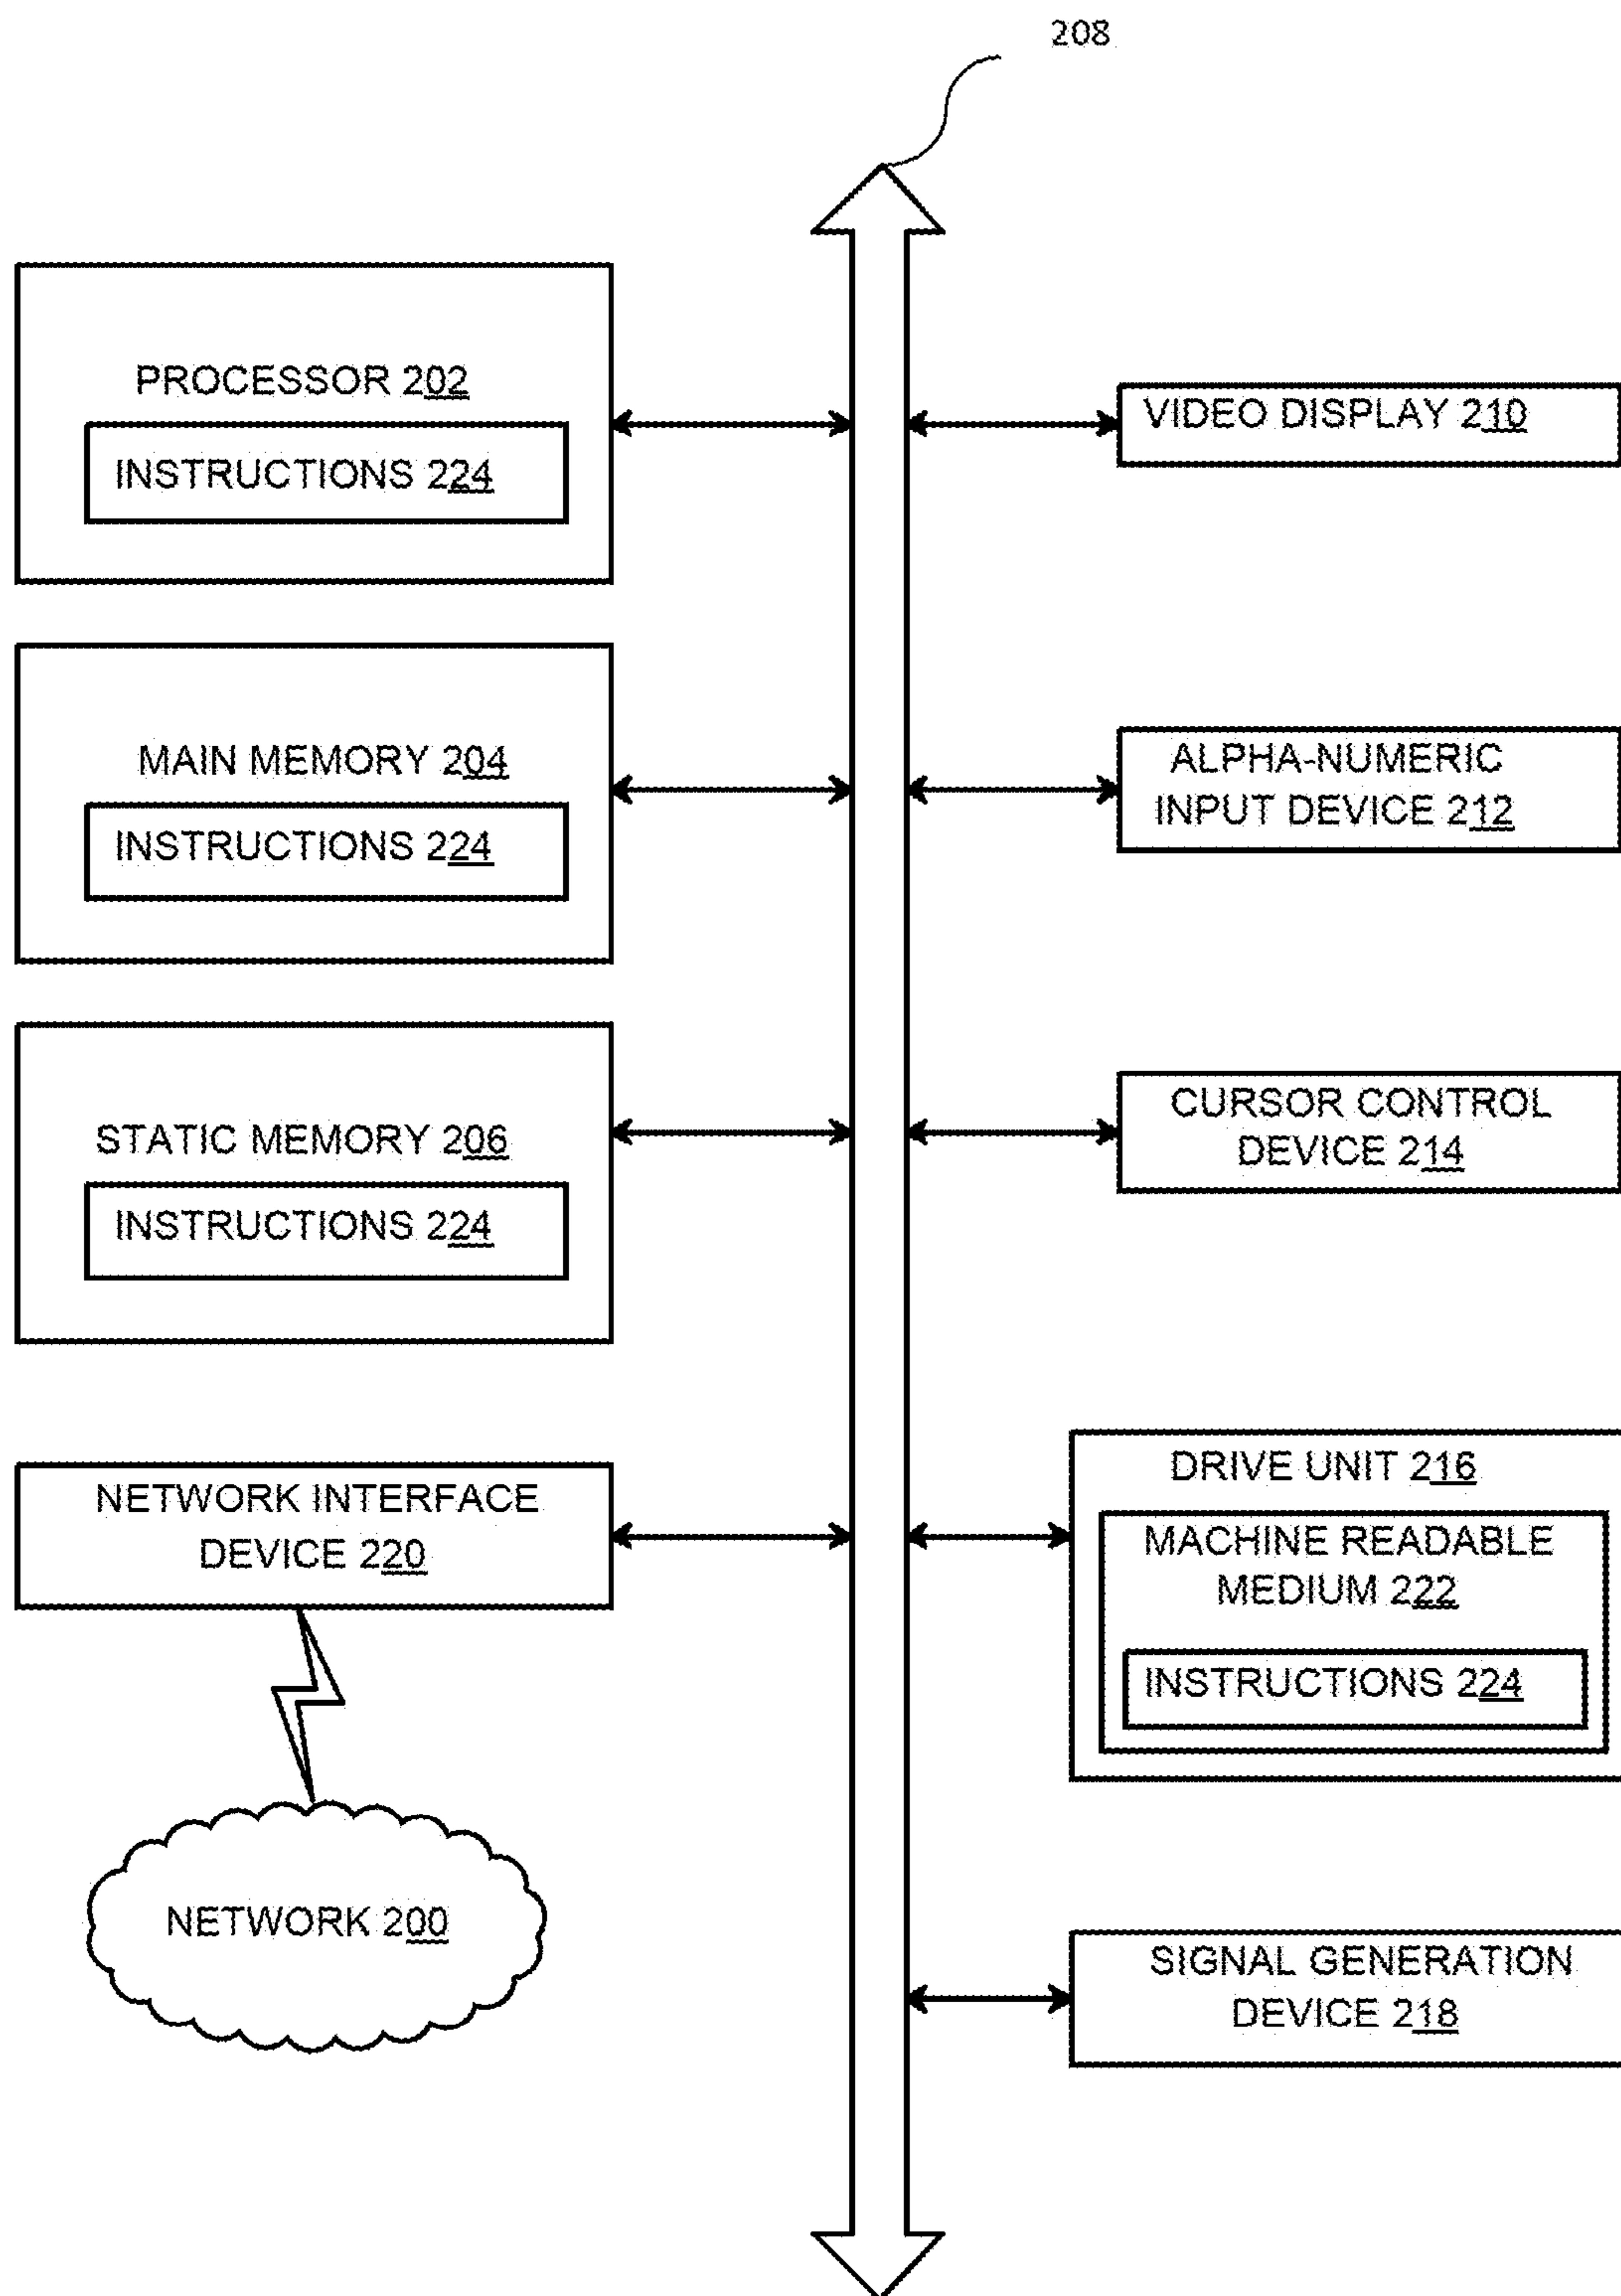 208
PROCESSOR 202
INSTRUCTIONS 224
VIDEO DISPLAY 210
MAIN MEMORY 204
INSTRUCTIONS 224
ALPHA-NUMERIC
INPUT DEVICE 212
STATIC MEMORY 206
INSTRUCTIONS 224
CURSOR CONTROL
DEVICE 214
NETWORK INTERFACE
DEVICE 220
DRIVE UNIT 216
MACHINE READABLE
MEDIUM 222
INSTRUCTIONS 224
NETWORK 200
SIGNAL GENERATION
DEVICE 218